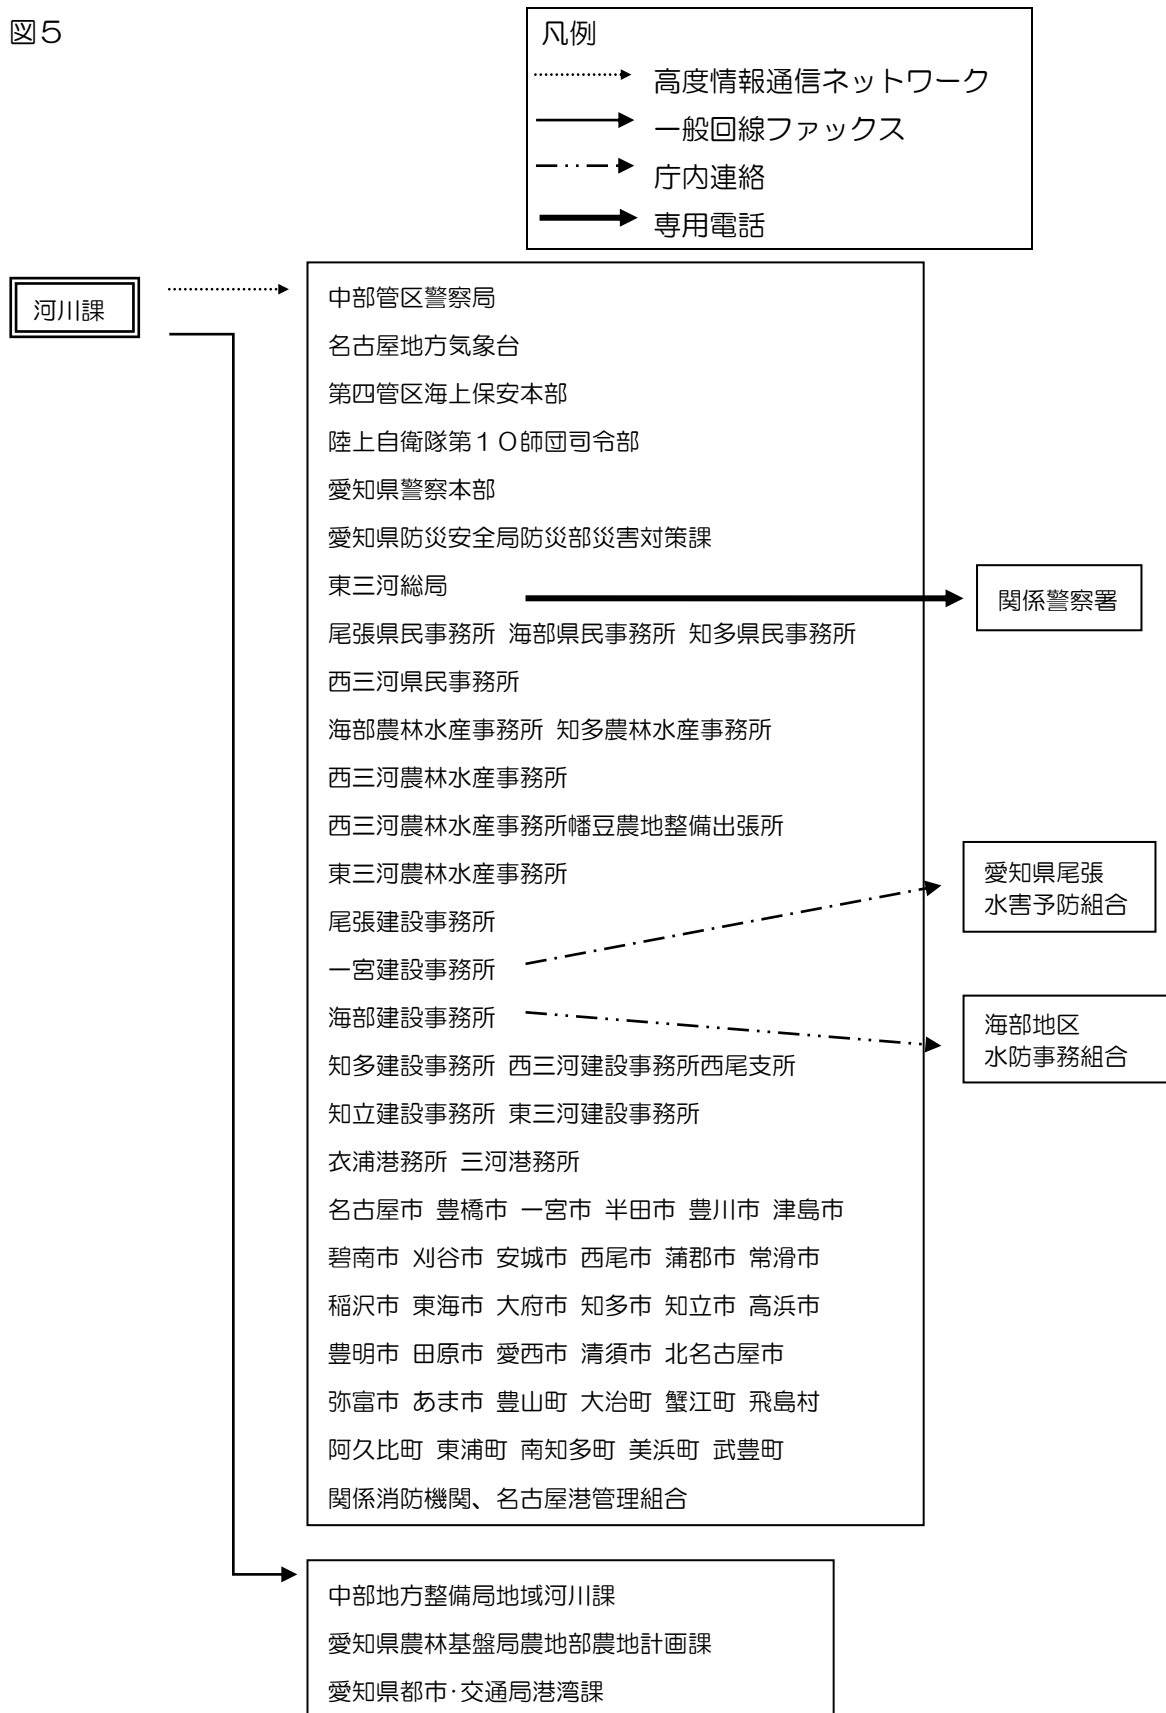 図５
凡例
高度情報通信ネットワーク
一般回線ファックス
庁内連絡
専用電話
河川課
中部管区警察局
名古屋地方気象台
第四管区海上保安本部
陸上自衛隊第１０師団司令部
愛知県警察本部
愛知県防災安全局防災部災害対策課
東三河総局
関係警察署
尾張県民事務所 海部県民事務所 知多県民事務所
西三河県民事務所
海部農林水産事務所 知多農林水産事務所
西三河農林水産事務所
西三河農林水産事務所幡豆農地整備出張所
東三河農林水産事務所
愛知県尾張
水害予防組合
尾張建設事務所
一宮建設事務所
海部建設事務所
海部地区
水防事務組合
知多建設事務所 西三河建設事務所西尾支所
知立建設事務所 東三河建設事務所
衣浦港務所 三河港務所
名古屋市 豊橋市 一宮市 半田市 豊川市 津島市
碧南市 刈谷市 安城市 西尾市 蒲郡市 常滑市
稲沢市 東海市 大府市 知多市 知立市 高浜市
豊明市 田原市 愛西市 清須市 北名古屋市
弥富市 あま市 豊山町 大治町 蟹江町 飛島村
阿久比町 東浦町 南知多町 美浜町 武豊町
関係消防機関、名古屋港管理組合
中部地方整備局地域河川課
愛知県農林基盤局農地部農地計画課
愛知県都市・交通局港湾課